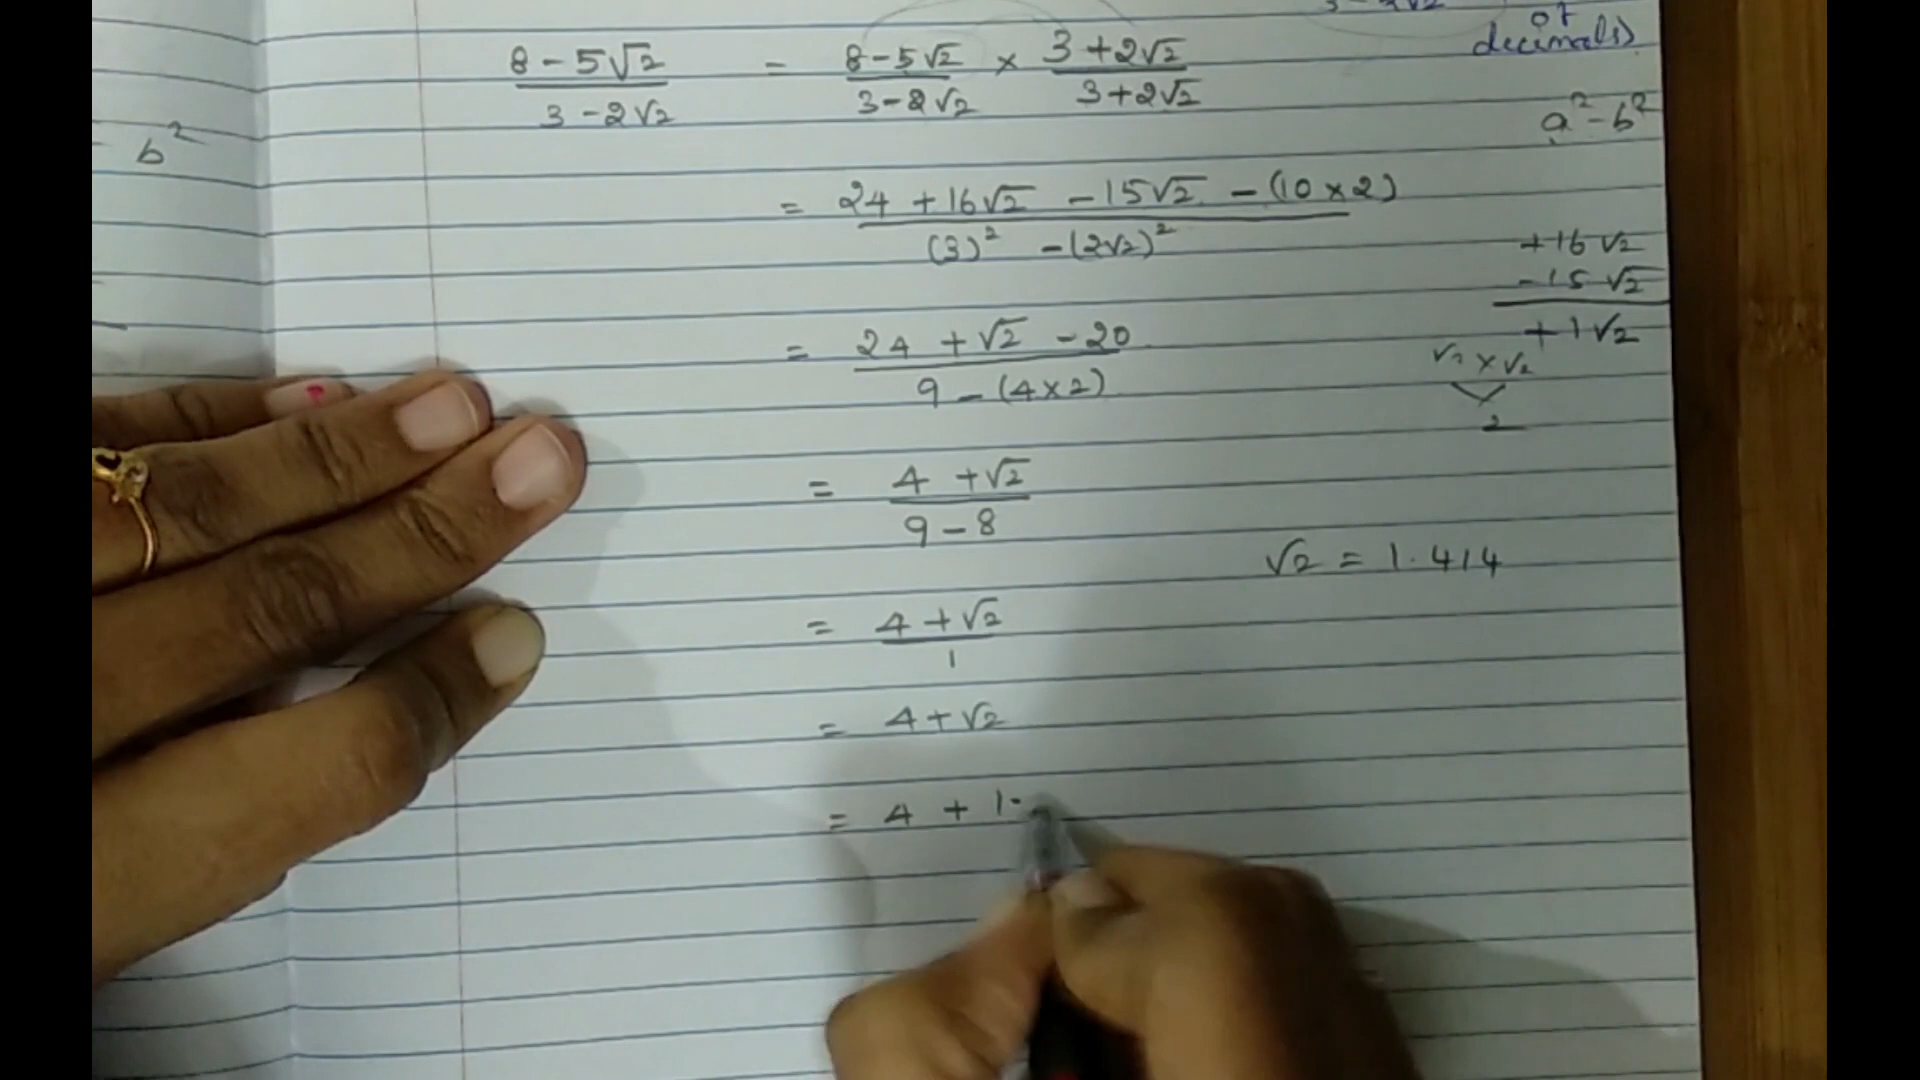 of
decimals)
(8 - 5√2)/(3 - 2√2) = (8 - 5√2)/(3 - 2√2) × (3 + 2√2)/(3 + 2√2)
a² - b²
- b²
= (24 + 16√2 - 15√2 - (10 × 2))/((3)² - (2√2)²)
+16√2
-15√2
+1√2
= (24 + √2 - 20)/(9 - (4×2))
√2 × √2
2
= (4 + √2)/(9 - 8)
√2 = 1.414
= (4 + √2)/1
= 4 + √2
= 4 + 1.